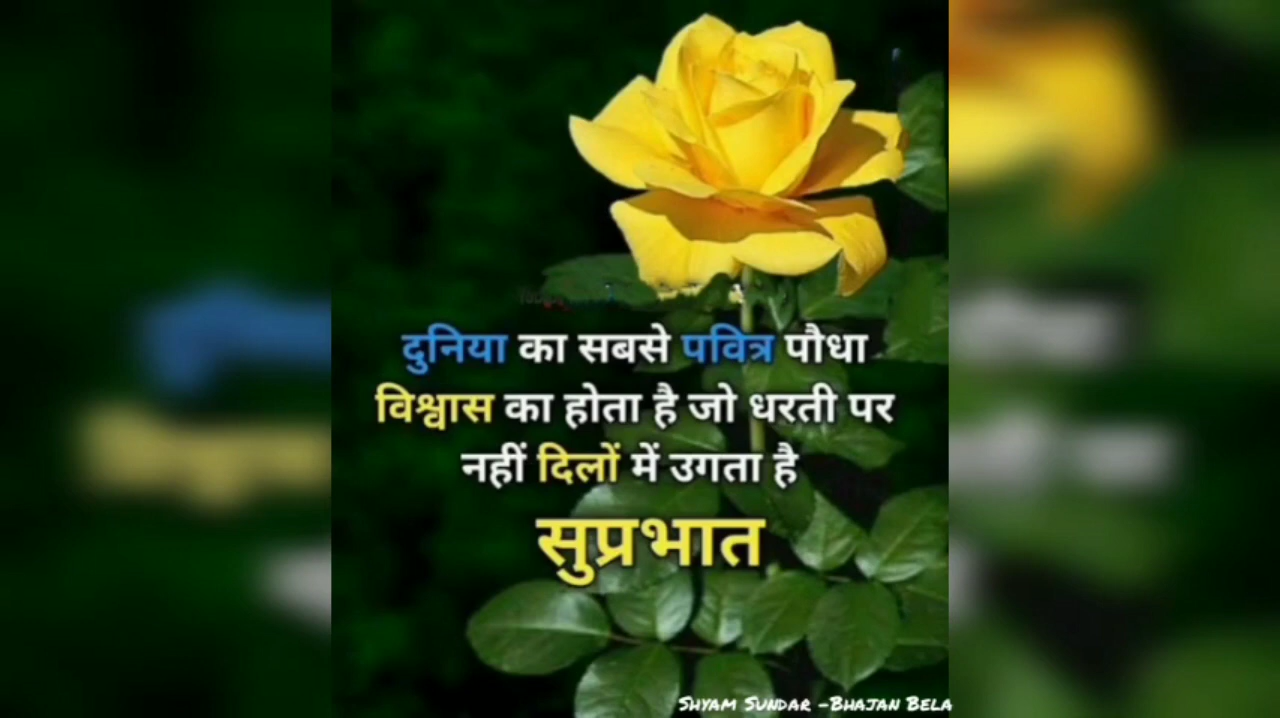 दुनिया का सबसे पवित्र पौधा
विश्वास का होता है जो धरती पर
नहीं दिलों में उगता है
सुप्रभात
SHYAM SUNDAR -BHAJAN BELA